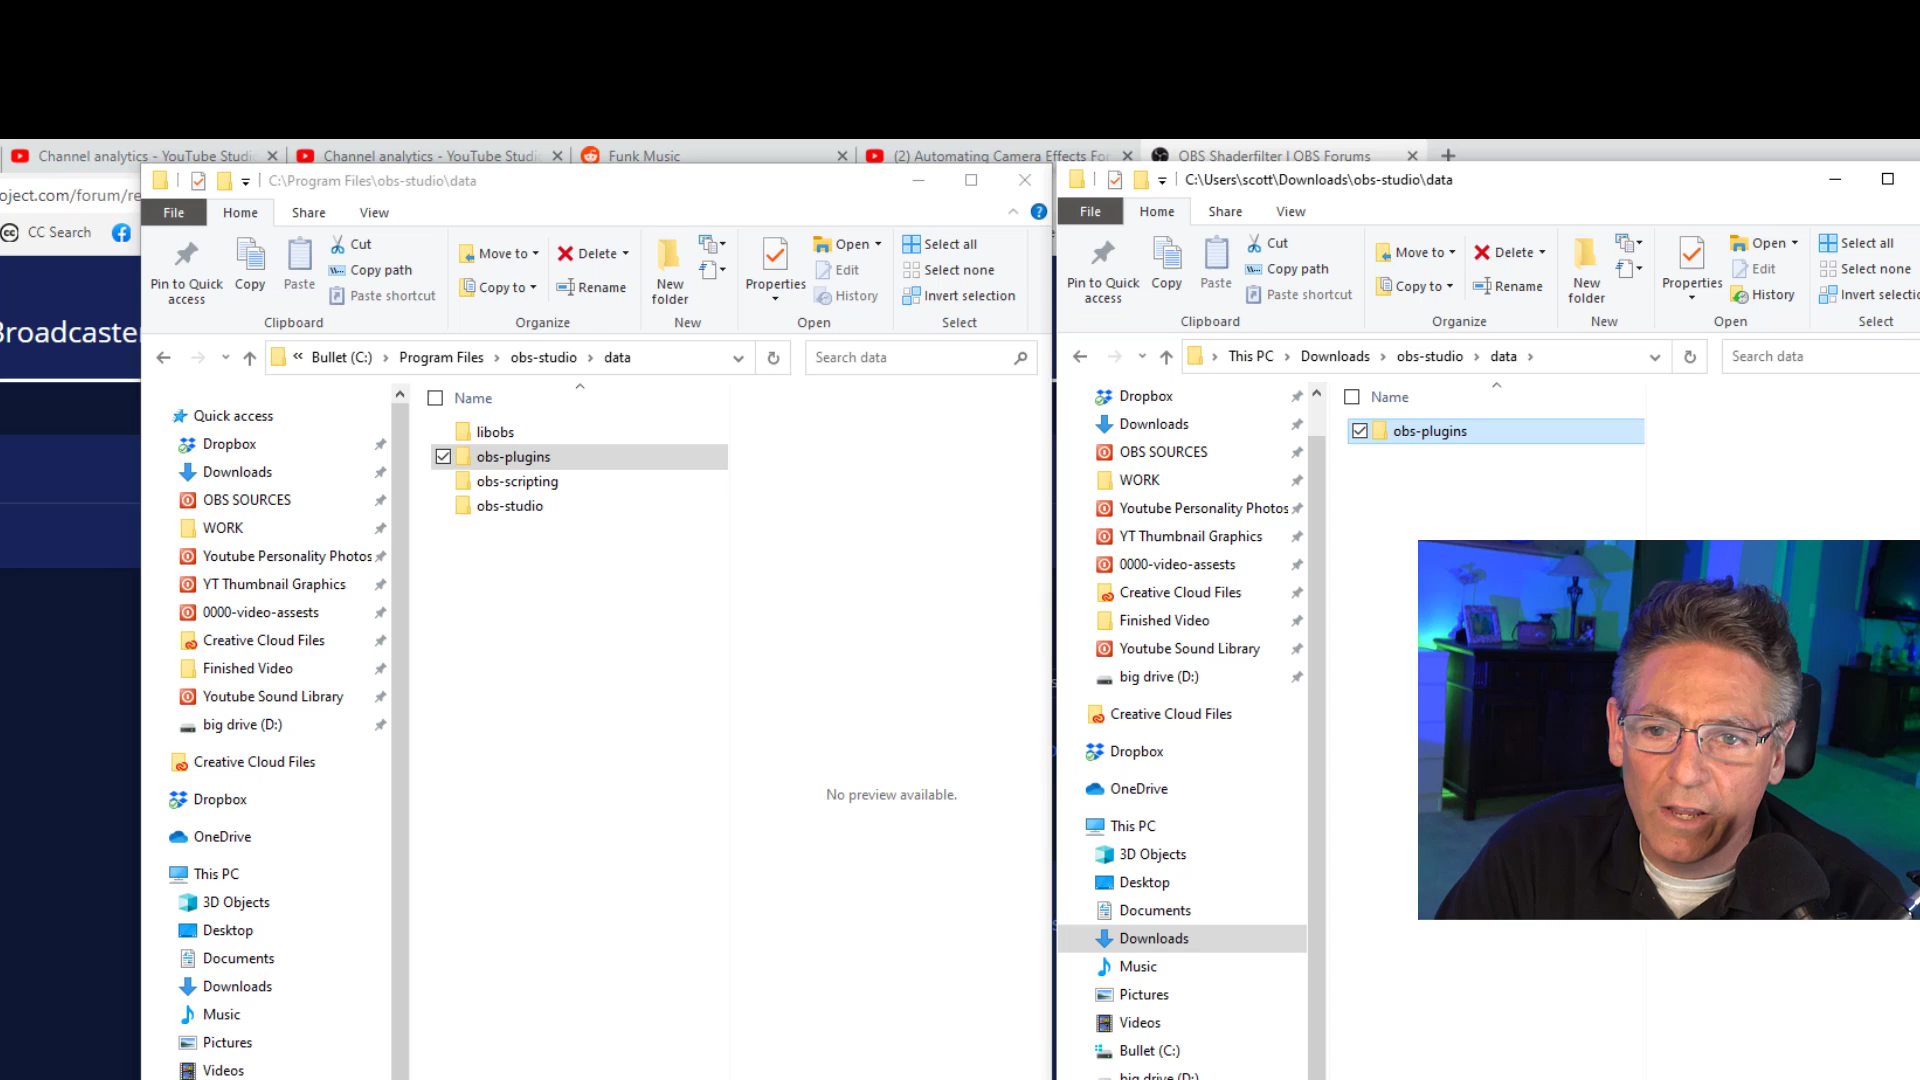 Channel analytics - YouTube Studi
Channel analytics - YouTube Studi
Funk Music
(2) Automating Camera Effects Fo
OBS Shaderfilter | OBS Forums
oject.com/forum/re
CC Search
Broadcaster
C:\Program Files\obs-studio\data
File
Home
Share
View
Pin to Quick access
Copy
Paste
Cut
Copy path
Paste shortcut
Clipboard
Move to
Copy to
Delete
Rename
Organize
New folder
New
Properties
Open
Edit
History
Open
Select all
Select none
Invert selection
Select
« Bullet (C:) > Program Files > obs-studio > data
Search data
Name
libobs
obs-plugins
obs-scripting
obs-studio
No preview available.
Quick access
Dropbox
Downloads
OBS SOURCES
WORK
Youtube Personality Photos
YT Thumbnail Graphics
0000-video-assests
Creative Cloud Files
Finished Video
Youtube Sound Library
big drive (D:)
Creative Cloud Files
Dropbox
OneDrive
This PC
3D Objects
Desktop
Documents
Downloads
Music
Pictures
Videos
C:\Users\scott\Downloads\obs-studio\data
File
Home
Share
View
Pin to Quick access
Copy
Paste
Cut
Copy path
Paste shortcut
Clipboard
Move to
Copy to
Delete
Rename
Organize
New folder
New
Properties
Open
Edit
History
Open
Select all
Select none
Invert selectio
Select
> This PC > Downloads > obs-studio > data >
Search data
Name
obs-plugins
Dropbox
Downloads
OBS SOURCES
WORK
Youtube Personality Photos
YT Thumbnail Graphics
0000-video-assests
Creative Cloud Files
Finished Video
Youtube Sound Library
big drive (D:)
Creative Cloud Files
Dropbox
OneDrive
This PC
3D Objects
Desktop
Documents
Downloads
Music
Pictures
Videos
Bullet (C:)
big drive (D:)